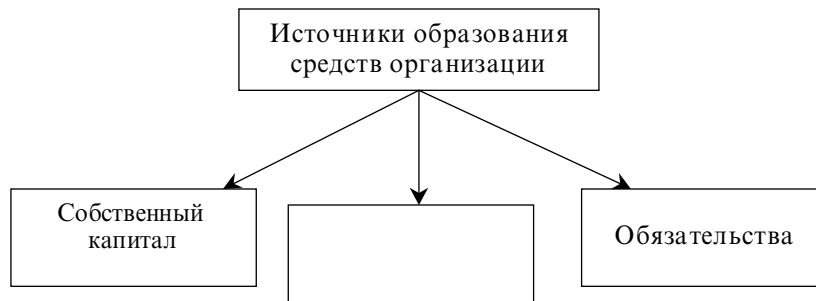 Источники образования
средств организации
Собственный
капитал
Обязательства